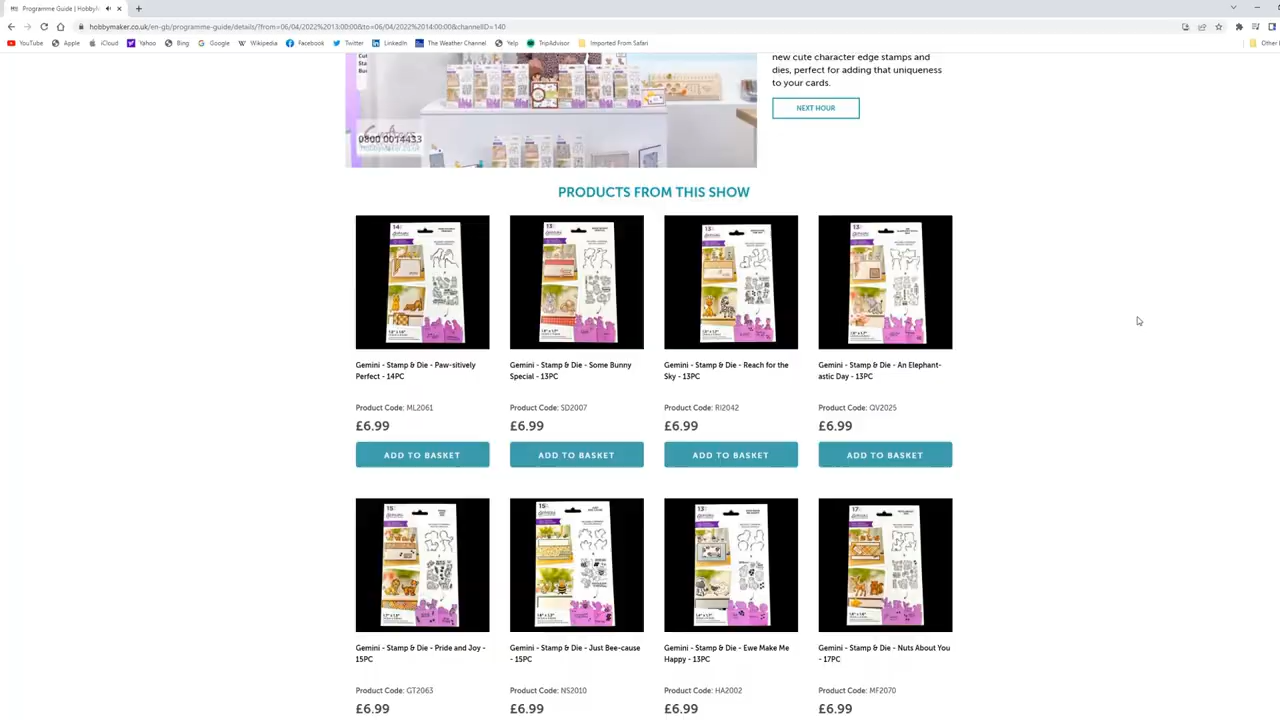 Programme Guide | Hobbyl
hobbymaker.co.uk/en-gb/programme-guide/details/?from=06/04/2022%2013:00:00&to=06/04/2022%2014:00:00&channelID=140
YouTube Apple iCloud Yahoo Bing Google Wikipedia Facebook Twitter LinkedIn The Weather Channel Yelp TripAdvisor Imported From Safari Other
new cute character edge stamps and
dies, perfect for adding that uniqueness
to your cards.
NEXT HOUR
0800 0014433
hobbymaker.co.uk
PRODUCTS FROM THIS SHOW
Gemini - Stamp & Die - Paw-sitively
Perfect - 14PC
Product Code: ML2061
£6.99
ADD TO BASKET
Gemini - Stamp & Die - Some Bunny
Special - 13PC
Product Code: SD2007
£6.99
ADD TO BASKET
Gemini - Stamp & Die - Reach for the
Sky - 13PC
Product Code: RI2042
£6.99
ADD TO BASKET
Gemini - Stamp & Die - An Elephant-
astic Day - 13PC
Product Code: QV2025
£6.99
ADD TO BASKET
Gemini - Stamp & Die - Pride and Joy -
15PC
Product Code: GT2063
£6.99
Gemini - Stamp & Die - Just Bee-cause
- 15PC
Product Code: NS2010
£6.99
Gemini - Stamp & Die - Ewe Make Me
Happy - 13PC
Product Code: HA2002
£6.99
Gemini - Stamp & Die - Nuts About You
- 17PC
Product Code: MF2070
£6.99